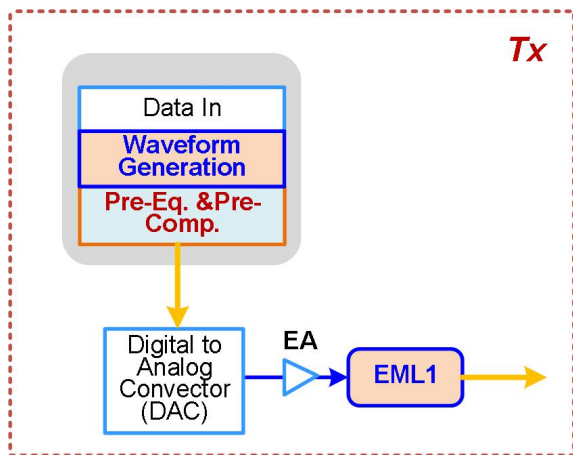 Tx
Data In
Waveform
Generation
Pre-Eq. &Pre-
Comp.
Digital to
Analog
Convector
(DAC)
EA
EML1